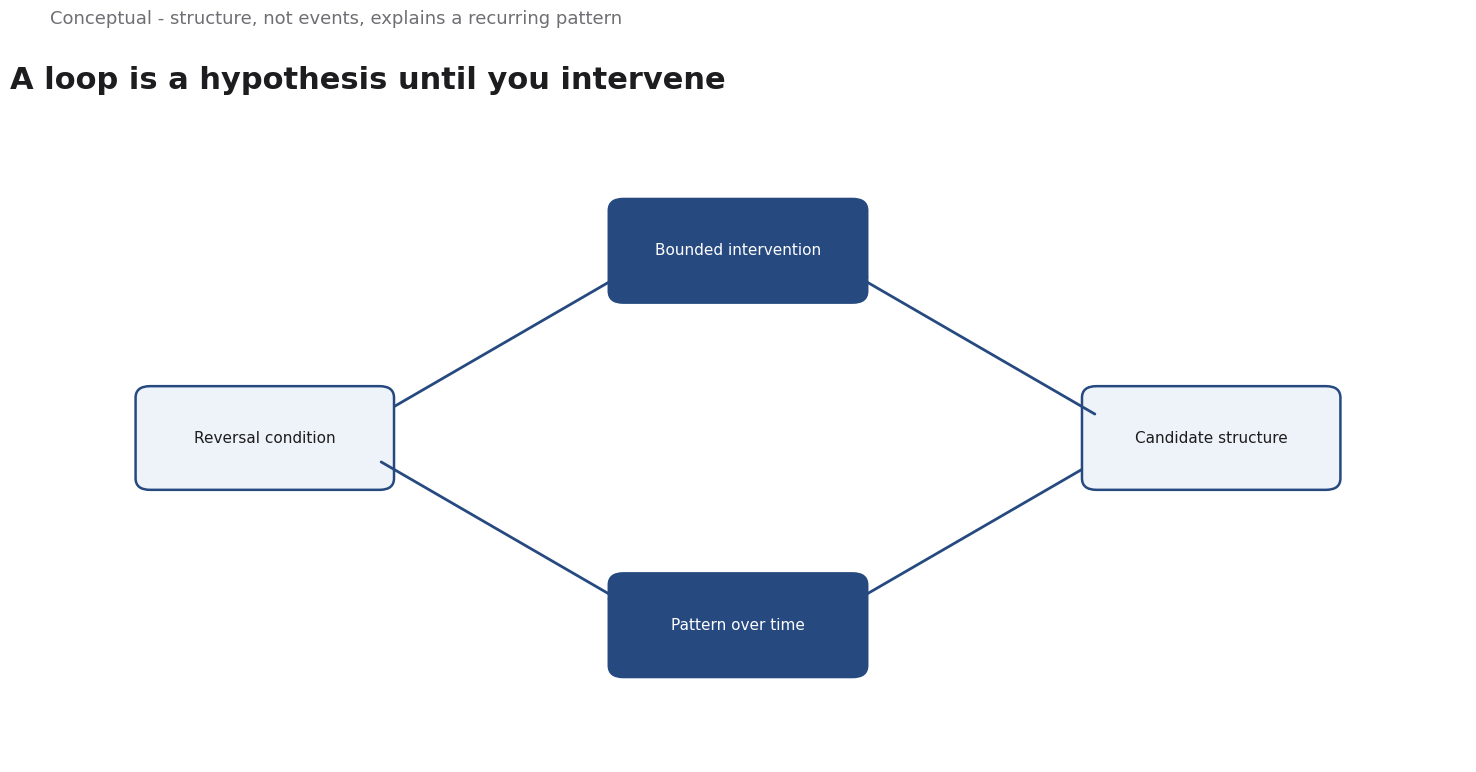 Conceptual - structure, not events, explains a recurring pattern
A loop is a hypothesis until you intervene
Bounded intervention
Reversal condition
Candidate structure
Pattern over time